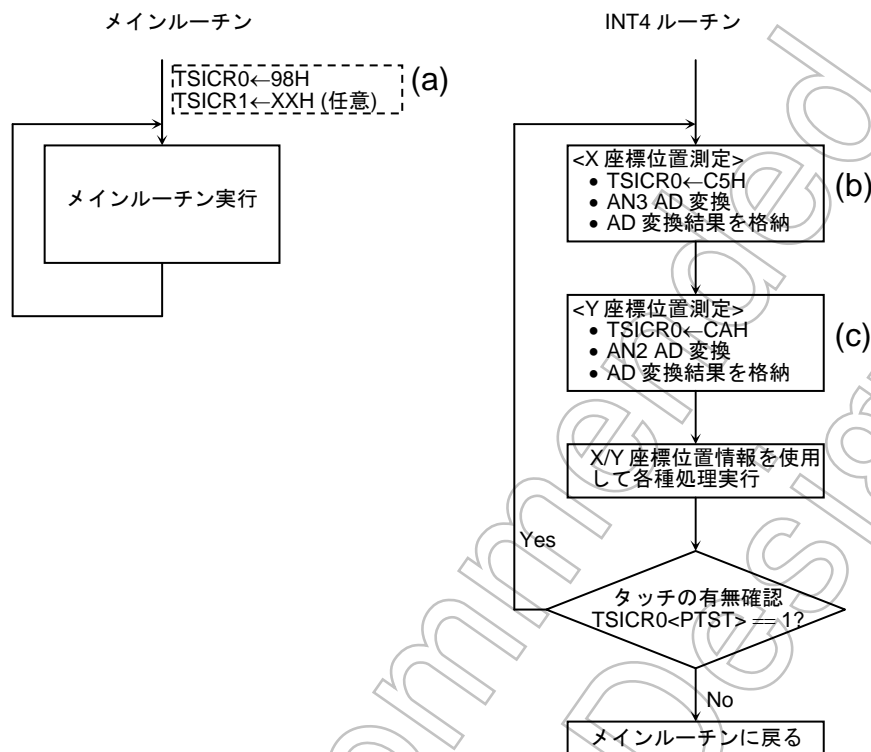 メインルーチン
TSICR0←98H
TSICR1←XXH (任意)
(a)
メインルーチン実行
INT4 ルーチン
<X 座標位置測定>
• TSICR0←C5H
• AN3 AD 変換
• AD 変換結果を格納
(b)
<Y 座標位置測定>
• TSICR0←CAH
• AN2 AD 変換
• AD 変換結果を格納
(c)
X/Y 座標位置情報を使用
して各種処理実行
Yes
タッチの有無確認
TSICR0<PTST> == 1?
No
メインルーチンに戻る
ommended
Desig